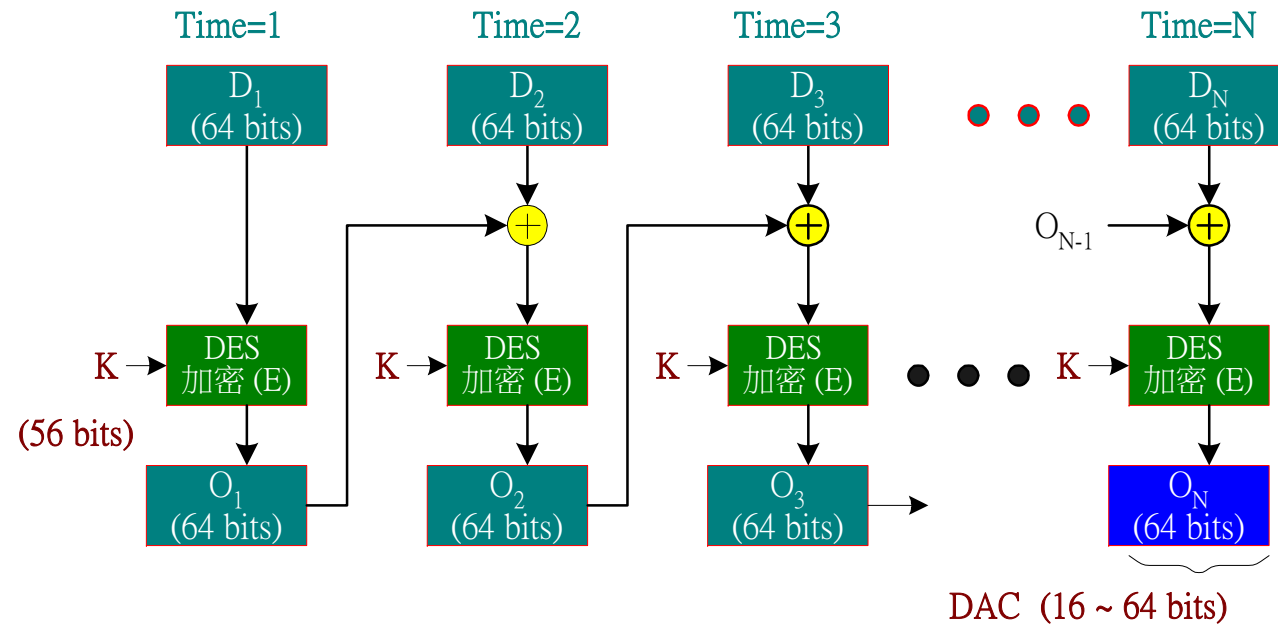 Time=1
Time=2
Time=3
Time=N
D1
(64 bits)
D2
(64 bits)
D3
(64 bits)
DN
(64 bits)
ON-1
K
DES
加密 (E)
K
DES
加密 (E)
K
DES
加密 (E)
K
DES
加密 (E)
(56 bits)
O1
(64 bits)
O2
(64 bits)
O3
(64 bits)
ON
(64 bits)
DAC (16 ~ 64 bits)